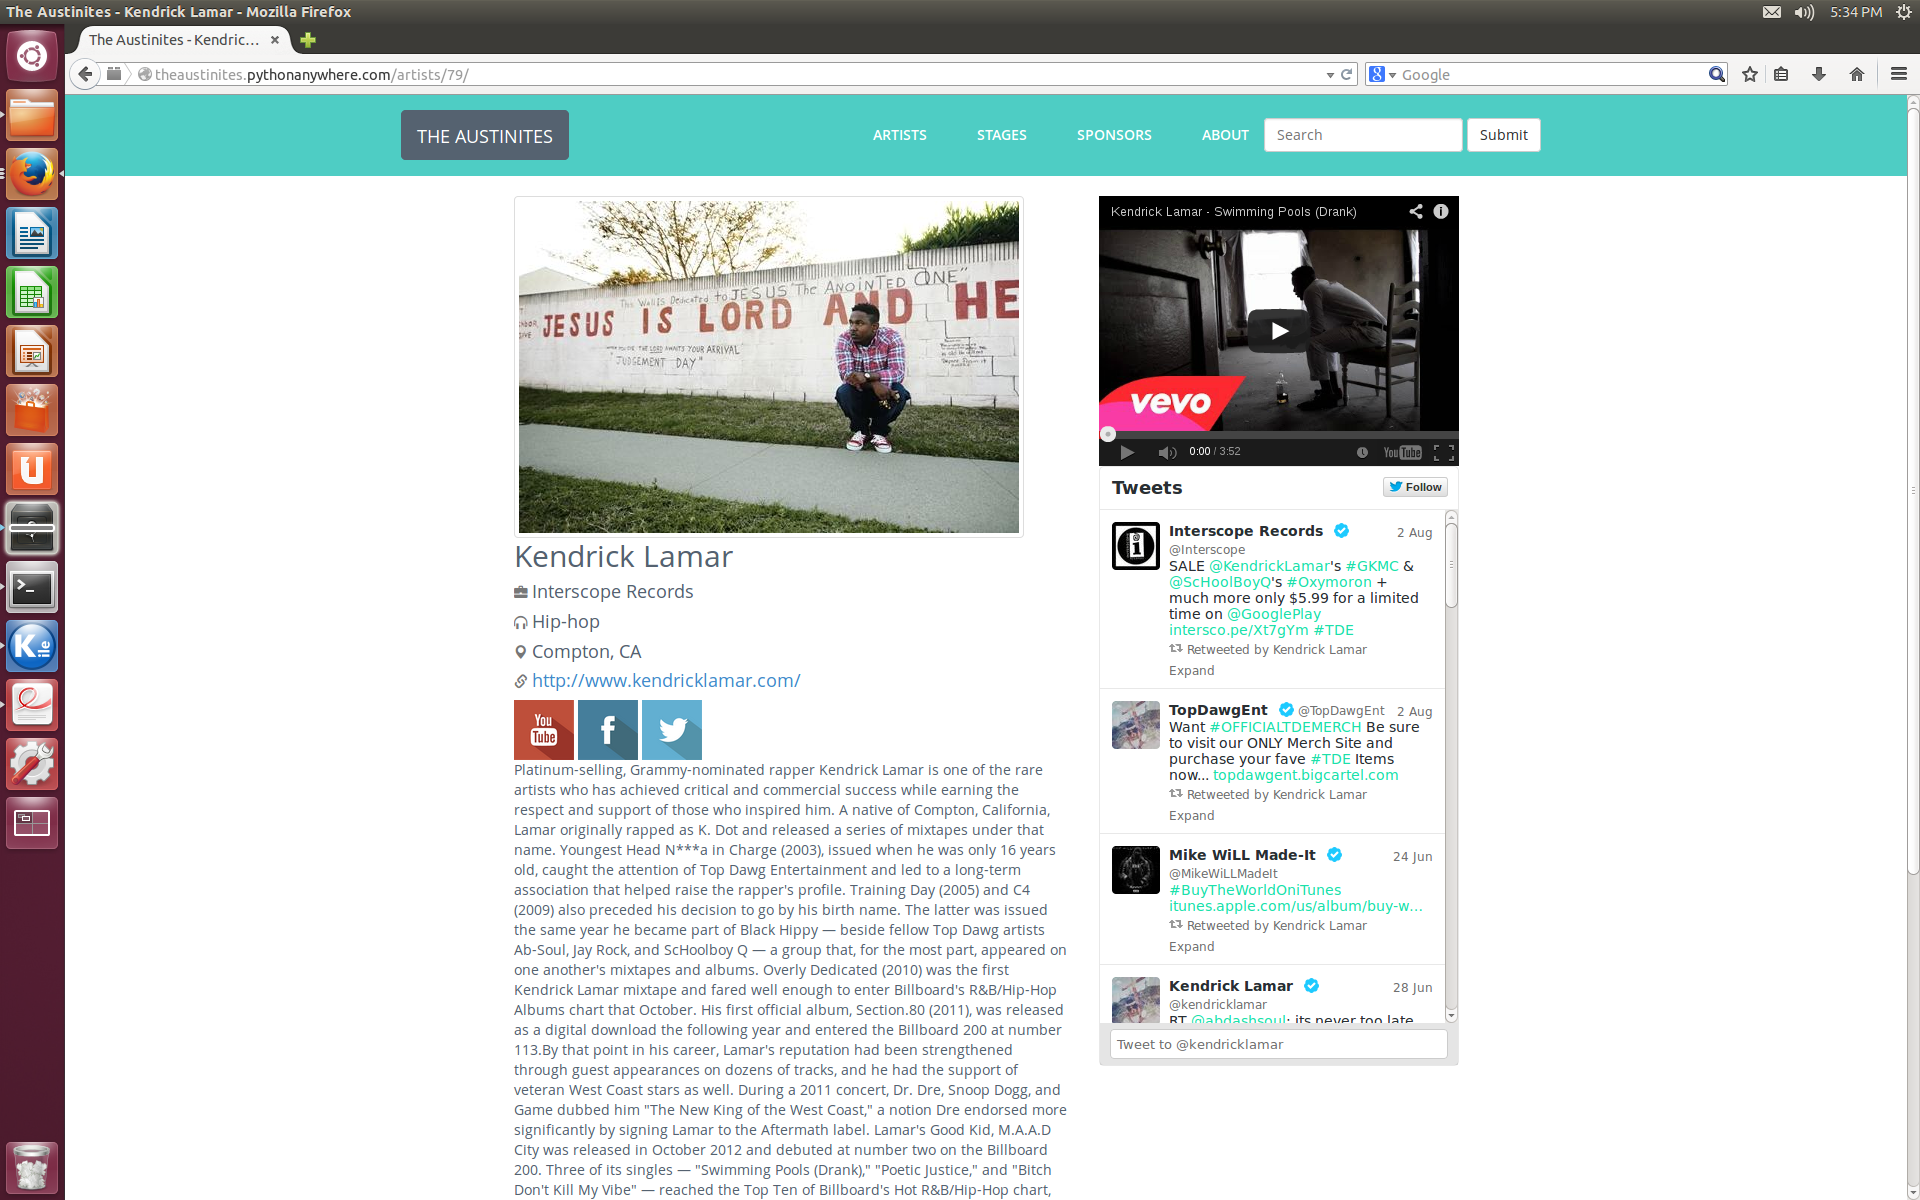 The Austinites - Kendrick Lamar - Mozilla Firefox
5:34 PM
The Austinites - Kendric...
theaustinites.pythonanywhere.com/artists/79/
Google
THE AUSTINITES
ARTISTS
STAGES
SPONSORS
ABOUT
Search
Submit
The Wall is Dedicated to JESUS "The Anointed ONE"
JESUS IS LORD AND HE
WANTS YOUR ARRIVAL
"JUDGEMENT DAY"
Kendrick Lamar
Interscope Records
Hip-hop
Compton, CA
http://www.kendricklamar.com/
You
Tube
Platinum-selling, Grammy-nominated rapper Kendrick Lamar is one of the rare
artists who has achieved critical and commercial success while earning the
respect and support of those who inspired him. A native of Compton, California,
Lamar originally rapped as K. Dot and released a series of mixtapes under that
name. Youngest Head N***a in Charge (2003), issued when he was only 16 years
old, caught the attention of Top Dawg Entertainment and led to a long-term
association that helped raise the rapper's profile. Training Day (2005) and C4
(2009) also preceded his decision to go by his birth name. The latter was issued
the same year he became part of Black Hippy — beside fellow Top Dawg artists
Ab-Soul, Jay Rock, and ScHoolboy Q — a group that, for the most part, appeared on
one another's mixtapes and albums. Overly Dedicated (2010) was the first
Kendrick Lamar mixtape and fared well enough to enter Billboard's R&B/Hip-Hop
Albums chart that October. His first official album, Section.80 (2011), was released
as a digital download the following year and entered the Billboard 200 at number
113.By that point in his career, Lamar's reputation had been strengthened
through guest appearances on dozens of tracks, and he had the support of
veteran West Coast stars as well. During a 2011 concert, Dr. Dre, Snoop Dogg, and
Game dubbed him "The New King of the West Coast," a notion Dre endorsed more
significantly by signing Lamar to the Aftermath label. Lamar's Good Kid, M.A.A.D
City was released in October 2012 and debuted at number two on the Billboard
200. Three of its singles — "Swimming Pools (Drank)," "Poetic Justice," and "Bitch
Don't Kill My Vibe" — reached the Top Ten of Billboard's Hot R&B/Hip-Hop chart,
Kendrick Lamar - Swimming Pools (Drank)
vevo
0:00 / 3:52
YouTube
Tweets
Follow
Interscope Records
2 Aug
@Interscope
SALE @KendrickLamar's #GKMC &
@ScHoolBoyQ's #Oxymoron +
much more only $5.99 for a limited
time on @GooglePlay
intersco.pe/Xt7gYm #TDE
Retweeted by Kendrick Lamar
Expand
TopDawgEnt @TopDawgEnt 2 Aug
Want #OFFICIALTDEMERCH Be sure
to visit our ONLY Merch Site and
purchase your fave #TDE Items
now... topdawgent.bigcartel.com
Retweeted by Kendrick Lamar
Expand
Mike WiLL Made-It
24 Jun
@MikeWiLLMadeIt
#BuyTheWorldOniTunes
itunes.apple.com/us/album/buy-w...
Retweeted by Kendrick Lamar
Expand
Kendrick Lamar
28 Jun
@kendricklamar
RT @abdashsoul: its never too late
Tweet to @kendricklamar